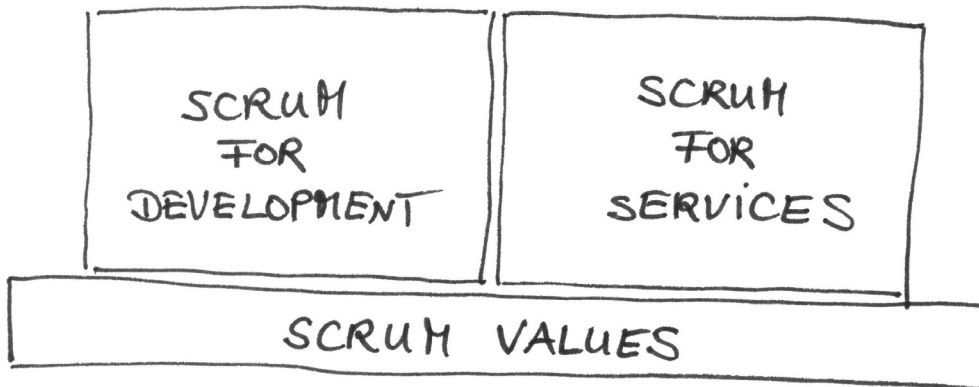 SCRUM
FOR
DEVELOPMENT
SCRUM
FOR
SERViCES
SCRUM VALUES